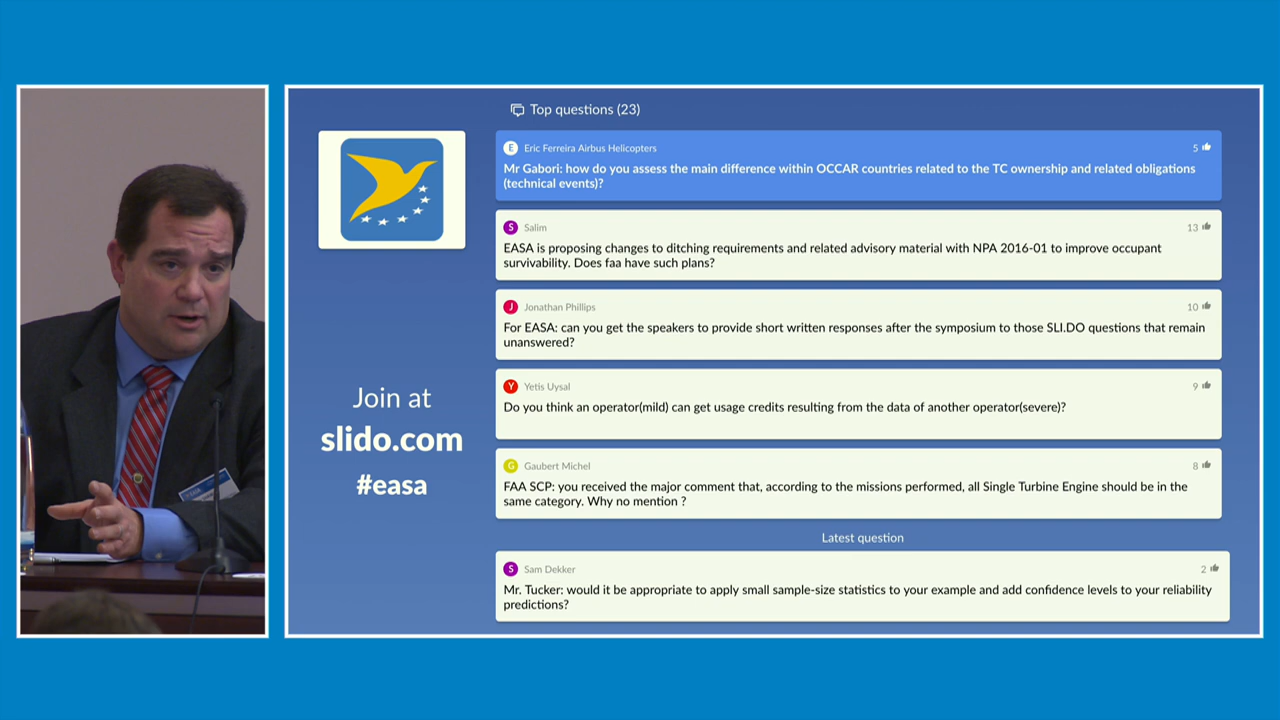 Top questions (23)
E Eric Ferreira Airbus Helicopters 5
Mr Gabori: how do you assess the main difference within OCCAR countries related to the TC ownership and related obligations
(technical events)?
S Salim 13
EASA is proposing changes to ditching requirements and related advisory material with NPA 2016-01 to improve occupant
survivability. Does faa have such plans?
J Jonathan Phillips 10
For EASA: can you get the speakers to provide short written responses after the symposium to those SLI.DO questions that remain
unanswered?
Y Yetis Uysal 9
Do you think an operator(mild) can get usage credits resulting from the data of another operator(severe)?
G Gaubert Michel 8
FAA SCP: you received the major comment that, according to the missions performed, all Single Turbine Engine should be in the
same category. Why no mention ?
Latest question
S Sam Dekker 2
Mr. Tucker: would it be appropriate to apply small sample-size statistics to your example and add confidence levels to your reliability
predictions?
Join at
slido.com
#easa